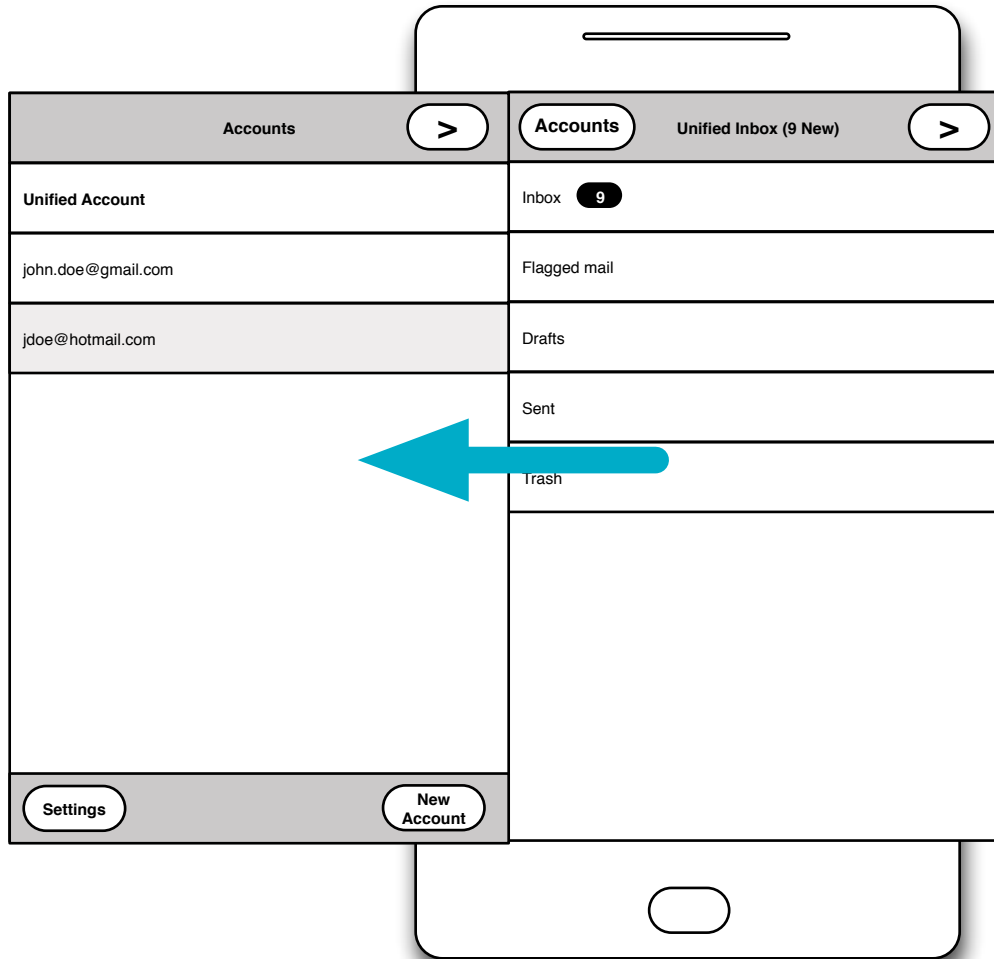 Accounts
>
Unified Account
john.doe@gmail.com
jdoe@hotmail.com
Settings
New
Account
Accounts
Unified Inbox (9 New)
>
Inbox 9
Flagged mail
Drafts
Sent
Trash